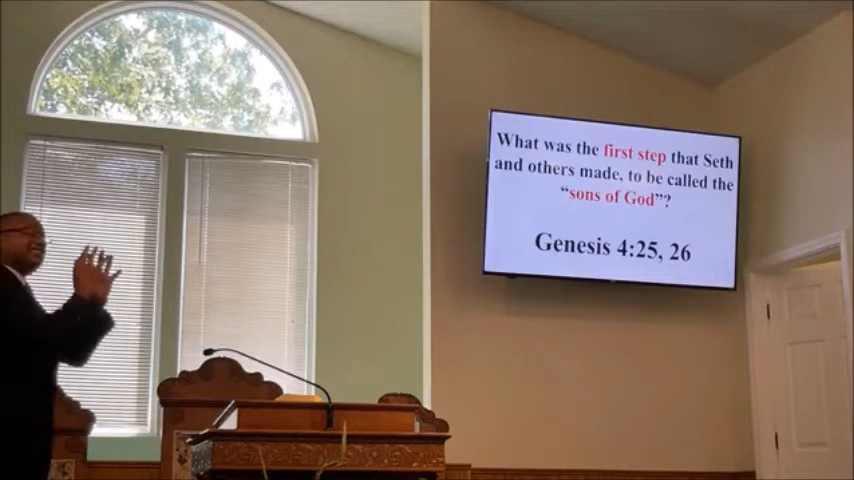 What was the first step that Seth
and others made, to be called the
“sons of God”?
Genesis 4:25, 26